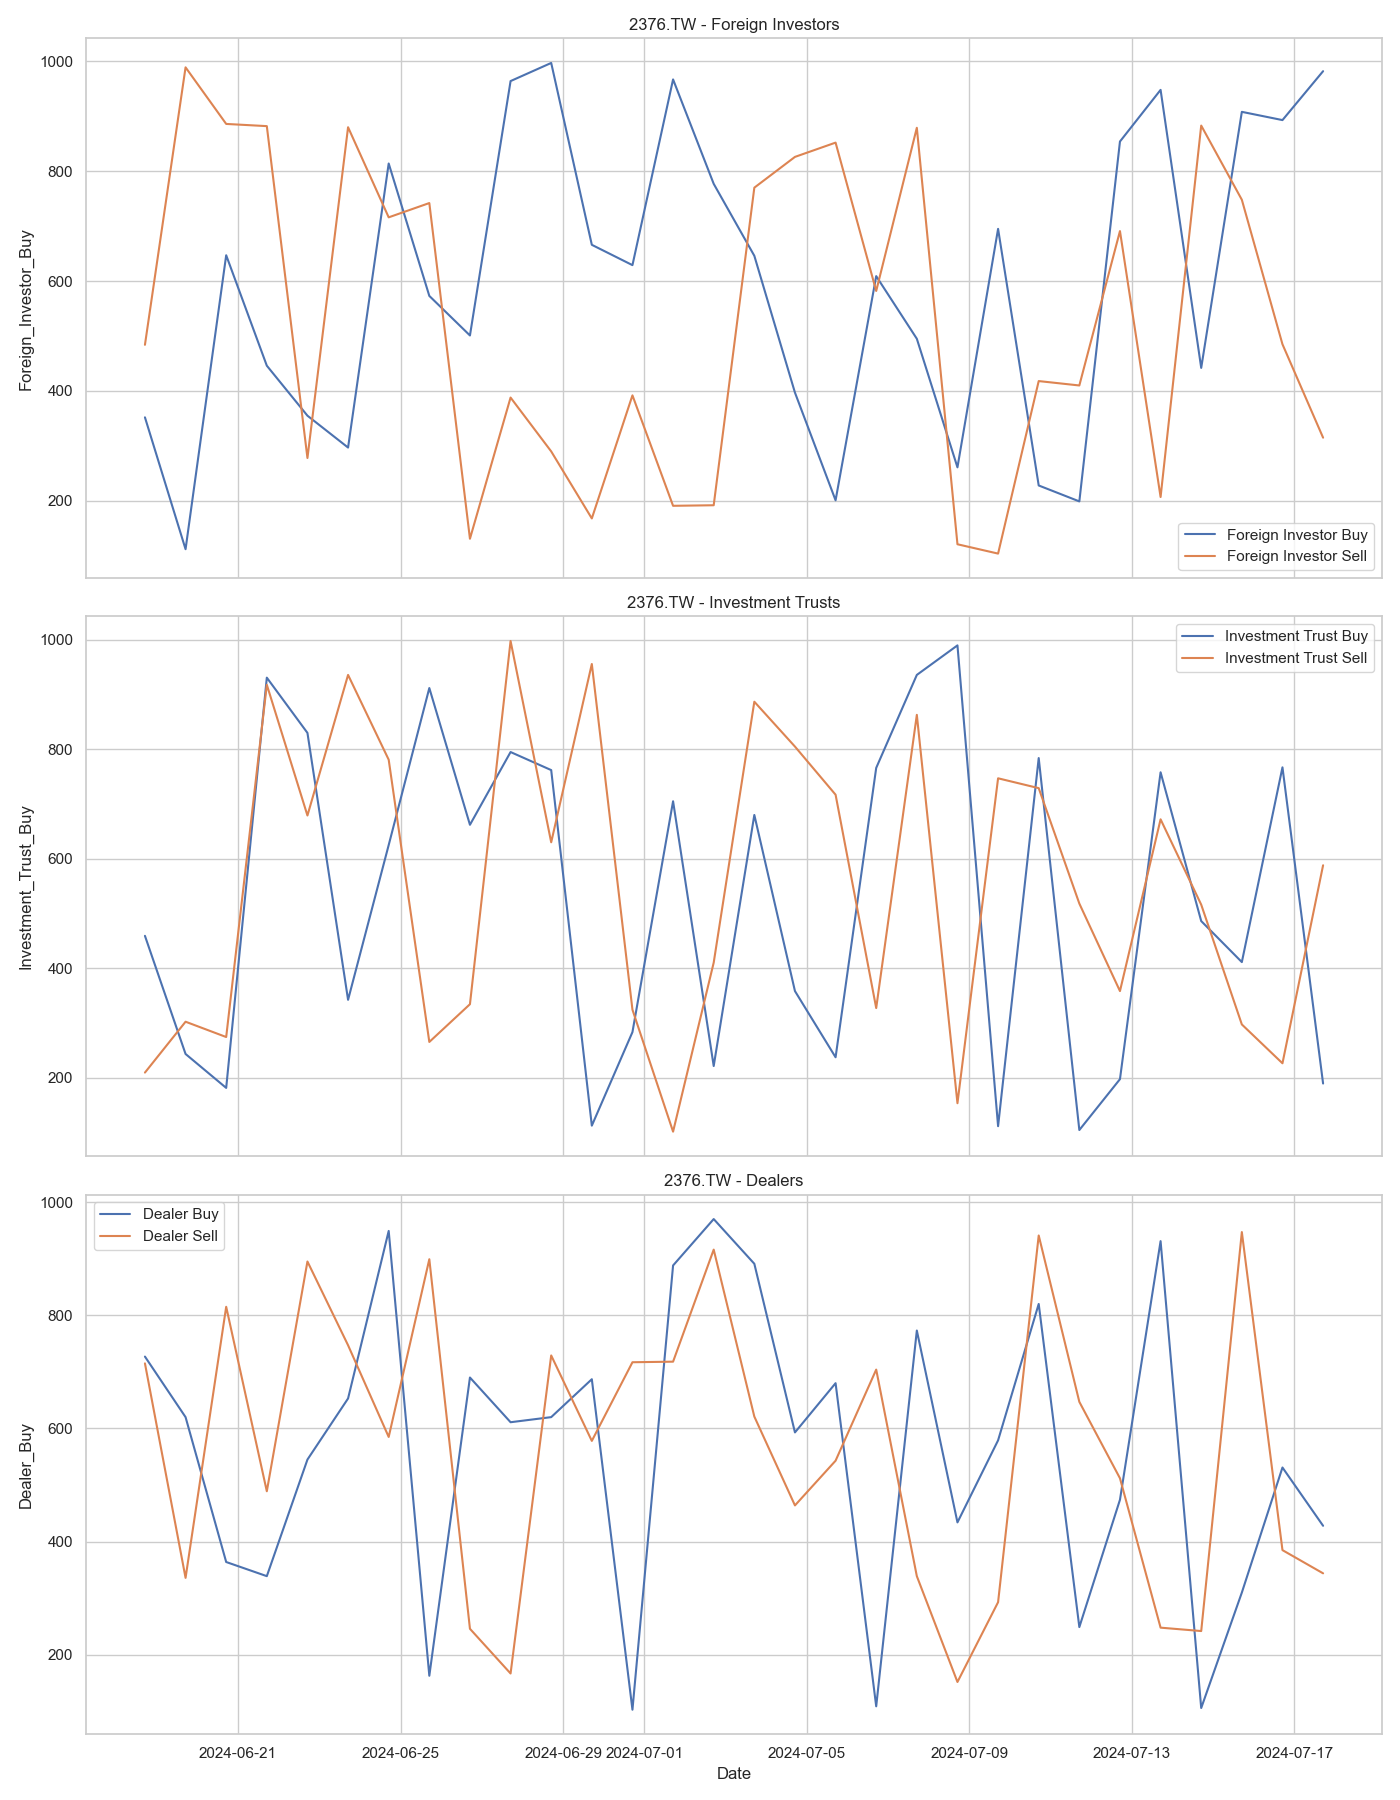 2376.TW - Foreign Investors
1000
800
600
400
200
Foreign_Investor_Buy
Foreign Investor Buy
Foreign Investor Sell
2376.TW - Investment Trusts
1000
800
600
400
200
Investment_Trust_Buy
Investment Trust Buy
Investment Trust Sell
2376.TW - Dealers
1000
800
600
400
200
Dealer_Buy
Dealer Buy
Dealer Sell
2024-06-21 2024-06-25 2024-06-29 2024-07-01 2024-07-05 2024-07-09 2024-07-13 2024-07-17
Date